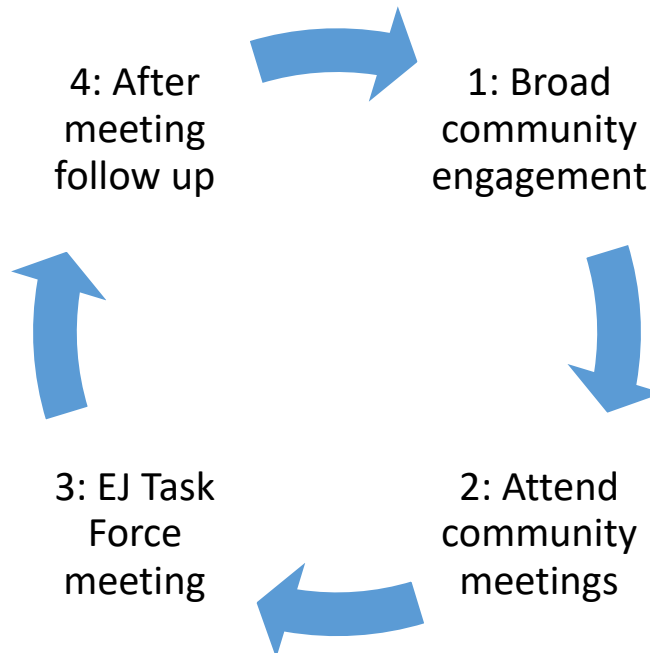 1: Broad
community
engagement
2: Attend
community
meetings
3: EJ Task
Force
meeting
4: After
meeting
follow up